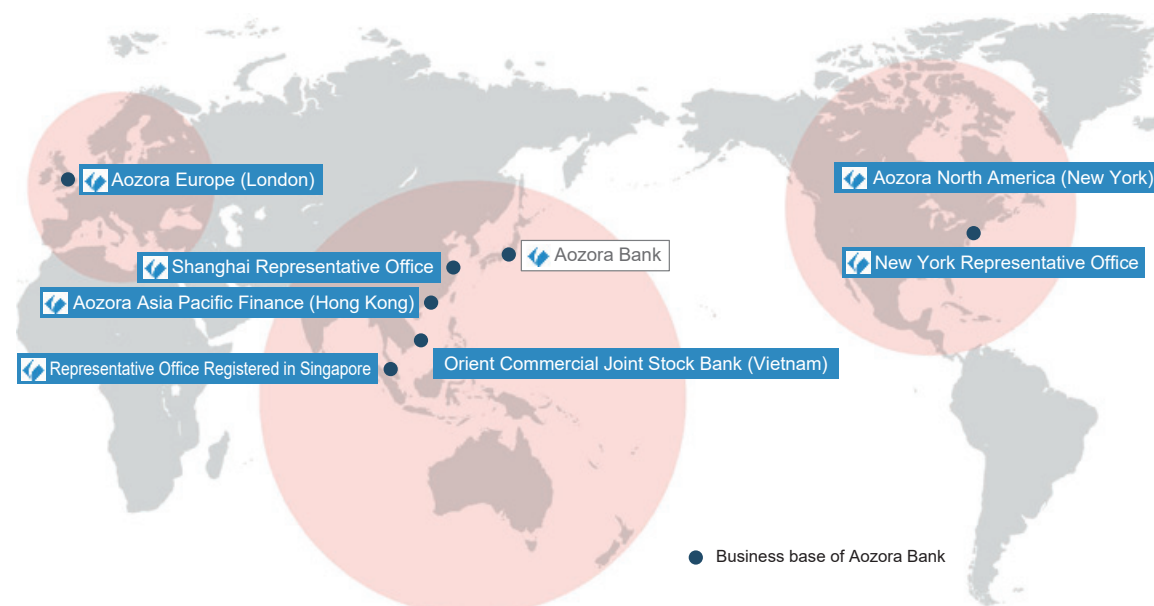 Aozora Europe (London)
Aozora North America (New York)
Aozora Bank
Shanghai Representative Office
New York Representative Office
Aozora Asia Pacific Finance (Hong Kong)
Representative Office Registered in Singapore
Orient Commercial Joint Stock Bank (Vietnam)
Business base of Aozora Bank